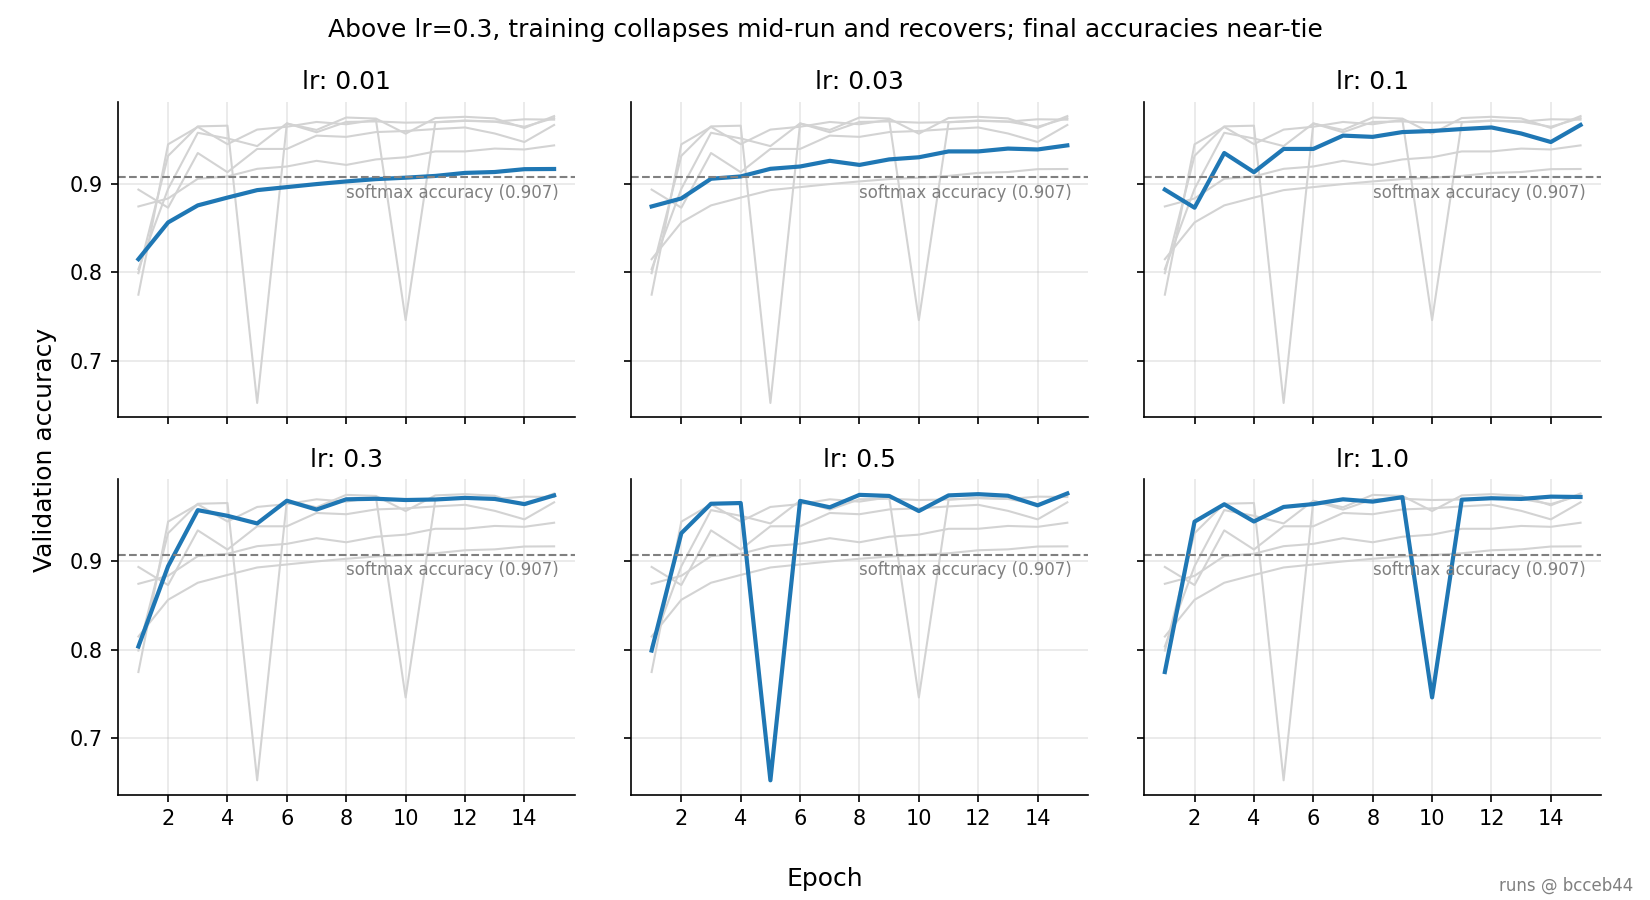 Above lr=0.3, training collapses mid-run and recovers; final accuracies near-tie
lr: 0.01
lr: 0.03
lr: 0.1
0.9
0.8
0.7
softmax accuracy (0.907)
softmax accuracy (0.907)
softmax accuracy (0.907)
Validation accuracy
lr: 0.3
lr: 0.5
lr: 1.0
0.9
0.8
0.7
softmax accuracy (0.907)
softmax accuracy (0.907)
softmax accuracy (0.907)
2 4 6 8 10 12 14
2 4 6 8 10 12 14
2 4 6 8 10 12 14
Epoch
runs @ bcceb44